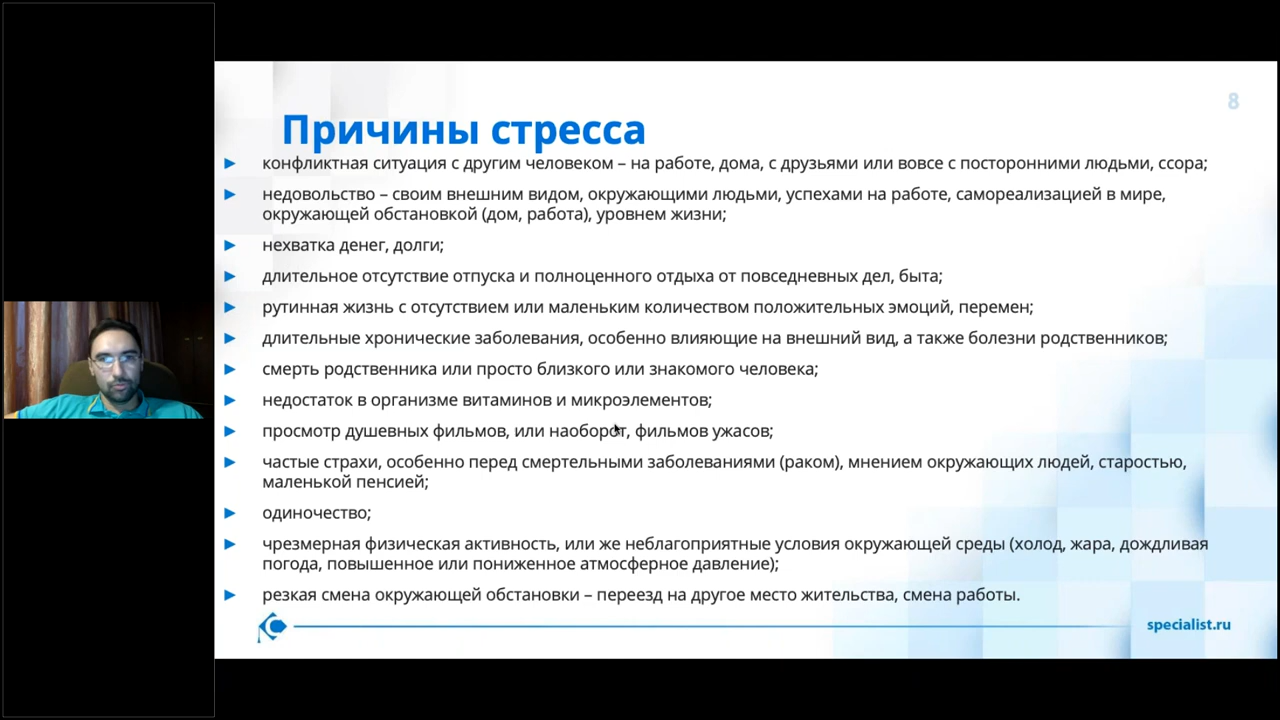 8
Причины стресса
► конфликтная ситуация с другим человеком – на работе, дома, с друзьями или вовсе с посторонними людьми, ссора;
► недовольство – своим внешним видом, окружающими людьми, успехами на работе, самореализацией в мире,
окружающей обстановкой (дом, работа), уровнем жизни;
► нехватка денег, долги;
► длительное отсутствие отпуска и полноценного отдыха от повседневных дел, быта;
► рутинная жизнь с отсутствием или маленьким количеством положительных эмоций, перемен;
► длительные хронические заболевания, особенно влияющие на внешний вид, а также болезни родственников;
► смерть родственника или просто близкого или знакомого человека;
► недостаток в организме витаминов и микроэлементов;
► просмотр душевных фильмов, или наоборот, фильмов ужасов;
► частые страхи, особенно перед смертельными заболеваниями (раком), мнением окружающих людей, старостью,
маленькой пенсией;
► одиночество;
► чрезмерная физическая активность, или же неблагоприятные условия окружающей среды (холод, жара, дождливая
погода, повышенное или пониженное атмосферное давление);
► резкая смена окружающей обстановки – переезд на другое место жительства, смена работы.
specialist.ru